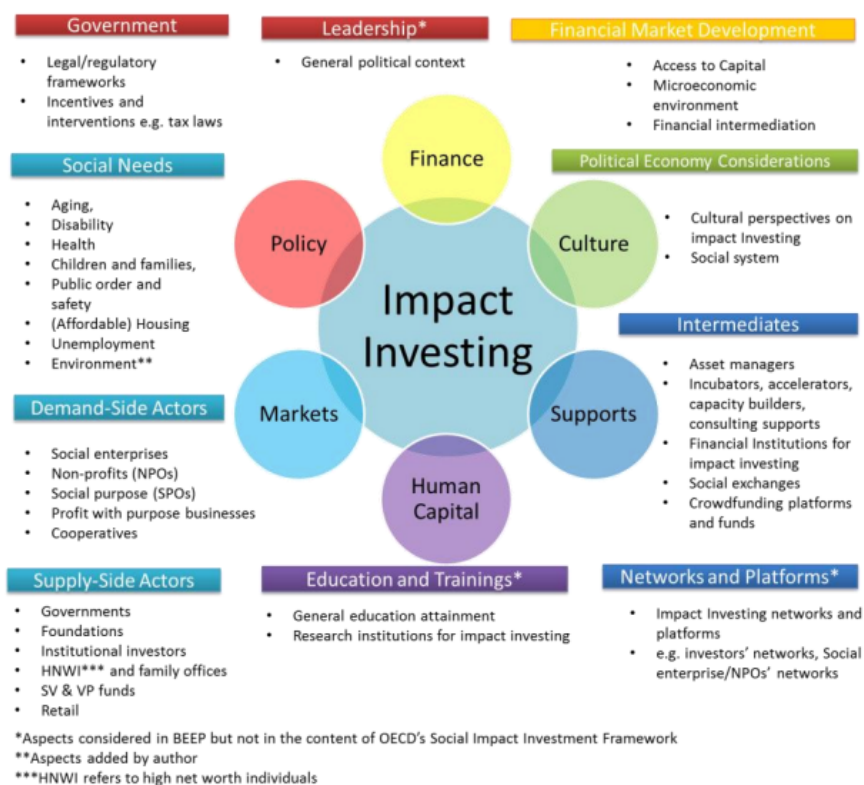 Government
• Legal/regulatory
frameworks
• Incentives and
interventions e.g. tax laws
Leadership*
• General political context
Financial Market Development
• Access to Capital
• Microeconomic
environment
• Financial intermediation
Social Needs
• Aging,
• Disability
• Health
• Children and families,
• Public order and
safety
• (Affordable) Housing
• Unemployment
• Environment**
Finance
Policy
Culture
Impact
Investing
Markets
Supports
Human
Capital
Political Economy Considerations
• Cultural perspectives on
impact Investing
• Social system
Intermediates
• Asset managers
• Incubators, accelerators,
capacity builders,
consulting supports
• Financial Institutions for
impact investing
• Social exchanges
• Crowdfunding platforms
and funds
Demand-Side Actors
• Social enterprises
• Non-profits (NPOs)
• Social purpose (SPOs)
• Profit with purpose businesses
• Cooperatives
Supply-Side Actors
• Governments
• Foundations
• Institutional investors
• HNWI*** and family offices
• SV & VP funds
• Retail
Education and Trainings*
• General education attainment
• Research institutions for impact investing
Networks and Platforms*
• Impact Investing networks and
platforms
• e.g. investors’ networks, Social
enterprise/NPOs’ networks
*Aspects considered in BEEP but not in the content of OECD’s Social Impact Investment Framework
**Aspects added by author
***HNWI refers to high net worth individuals